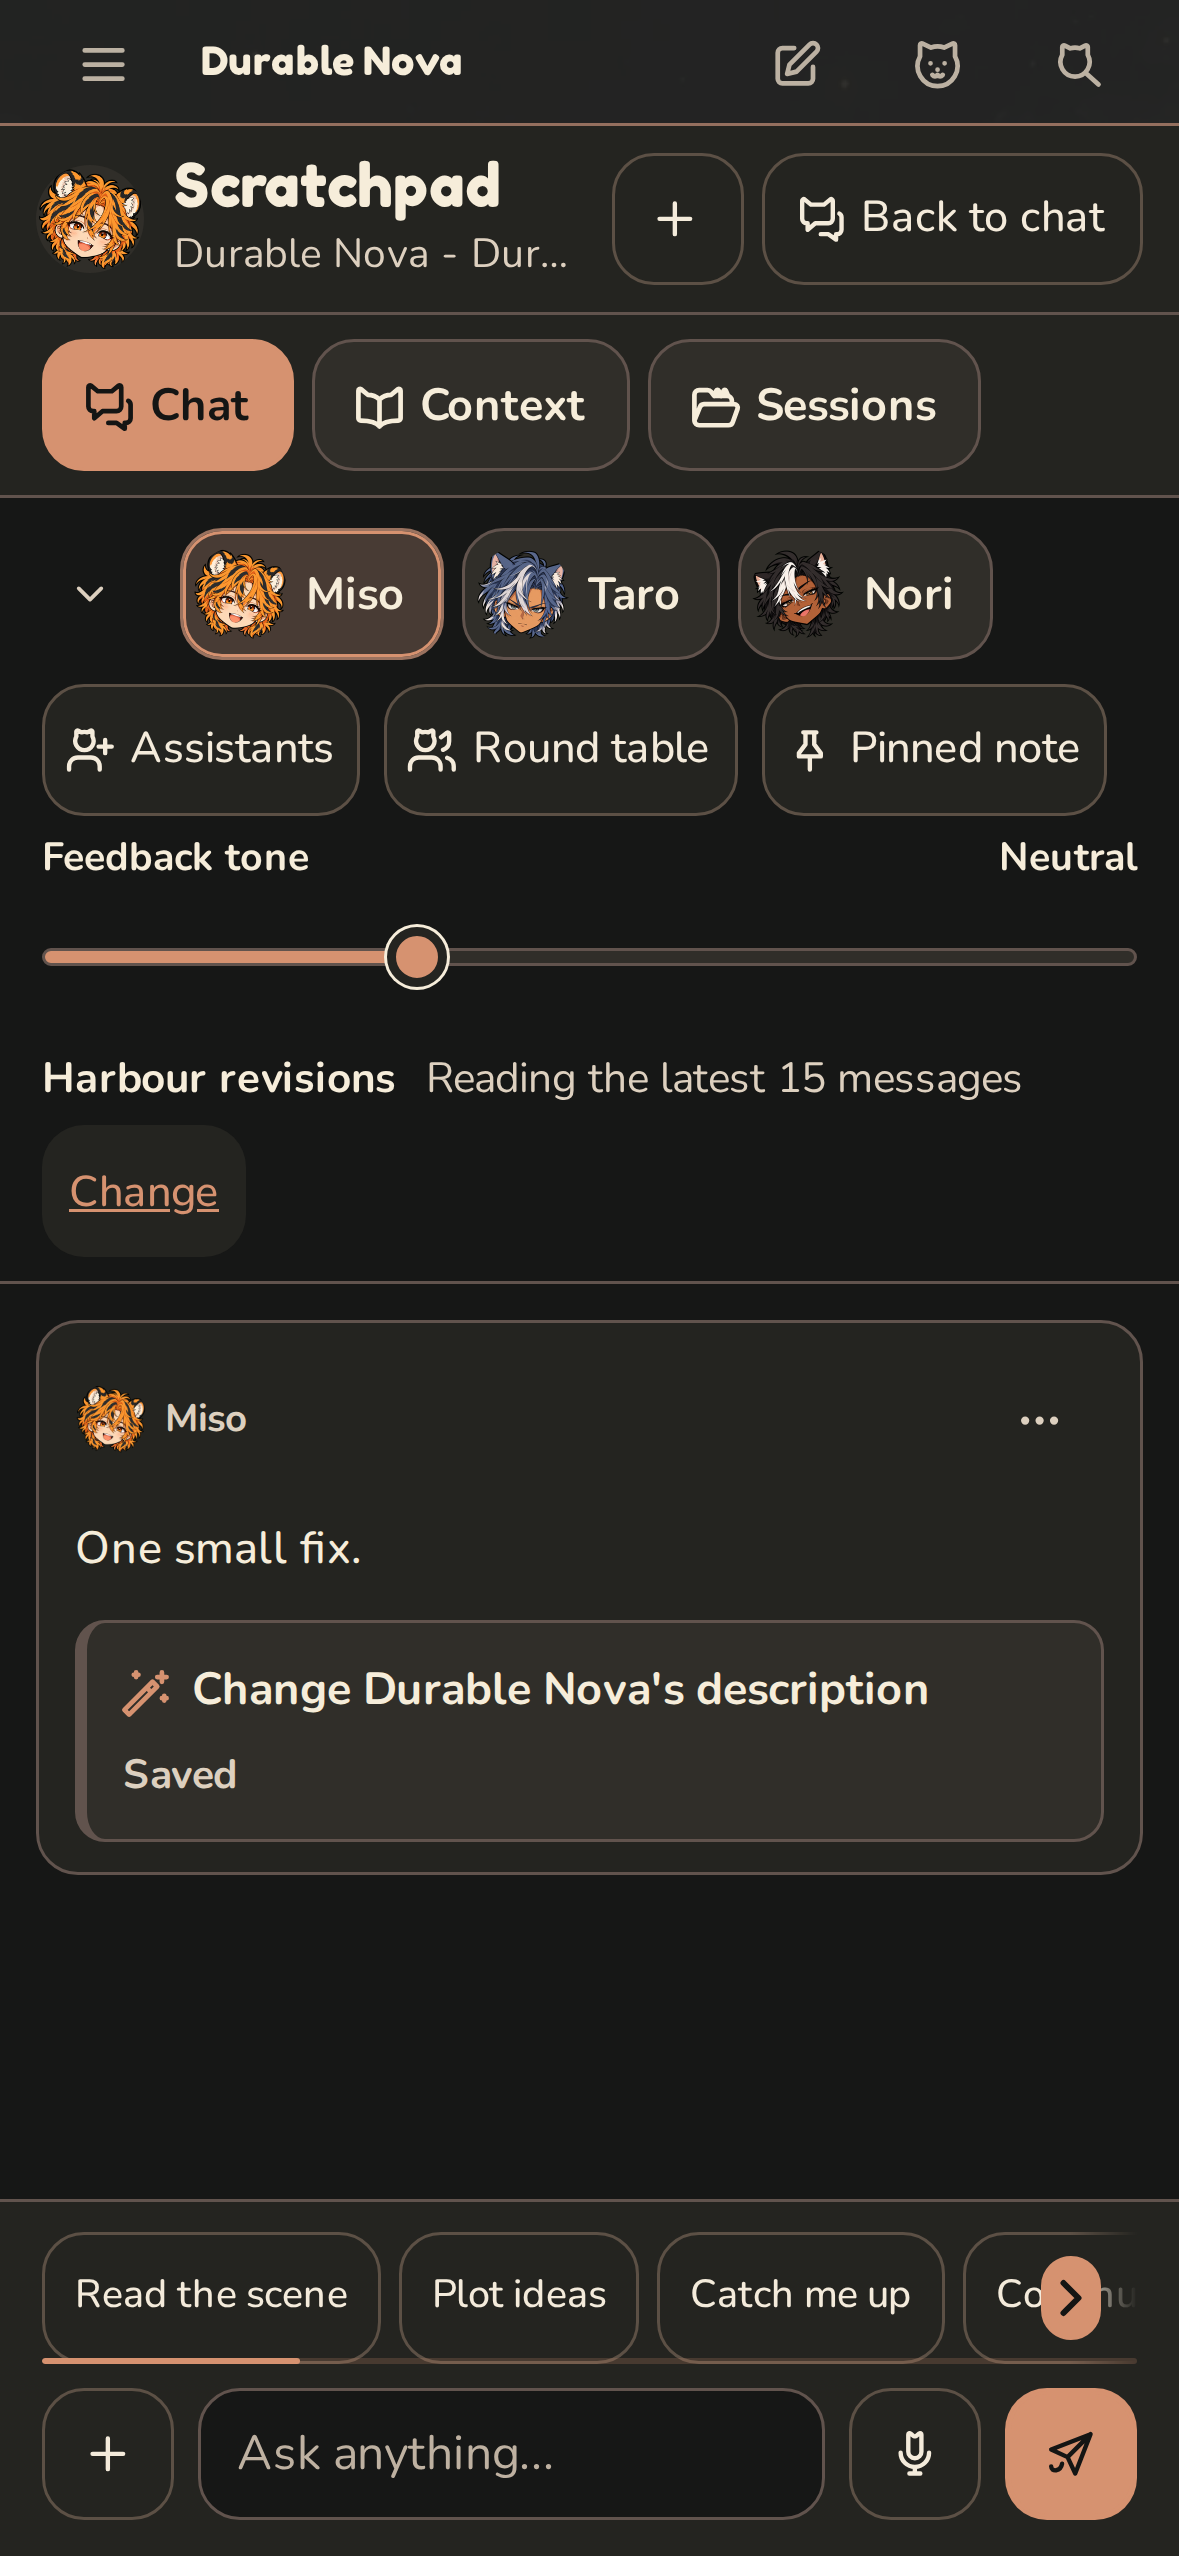 Durable Nova
Scratchpad
Durable Nova - Dur...
Back to chat
Chat
Context
Sessions
Miso
Taro
Nori
Assistants
Round table
Pinned note
Feedback tone
Neutral
Harbour revisions Reading the latest 15 messages
Change
Miso
One small fix.
Change Durable Nova's description
Saved
Read the scene
Plot ideas
Catch me up
Ask anything...